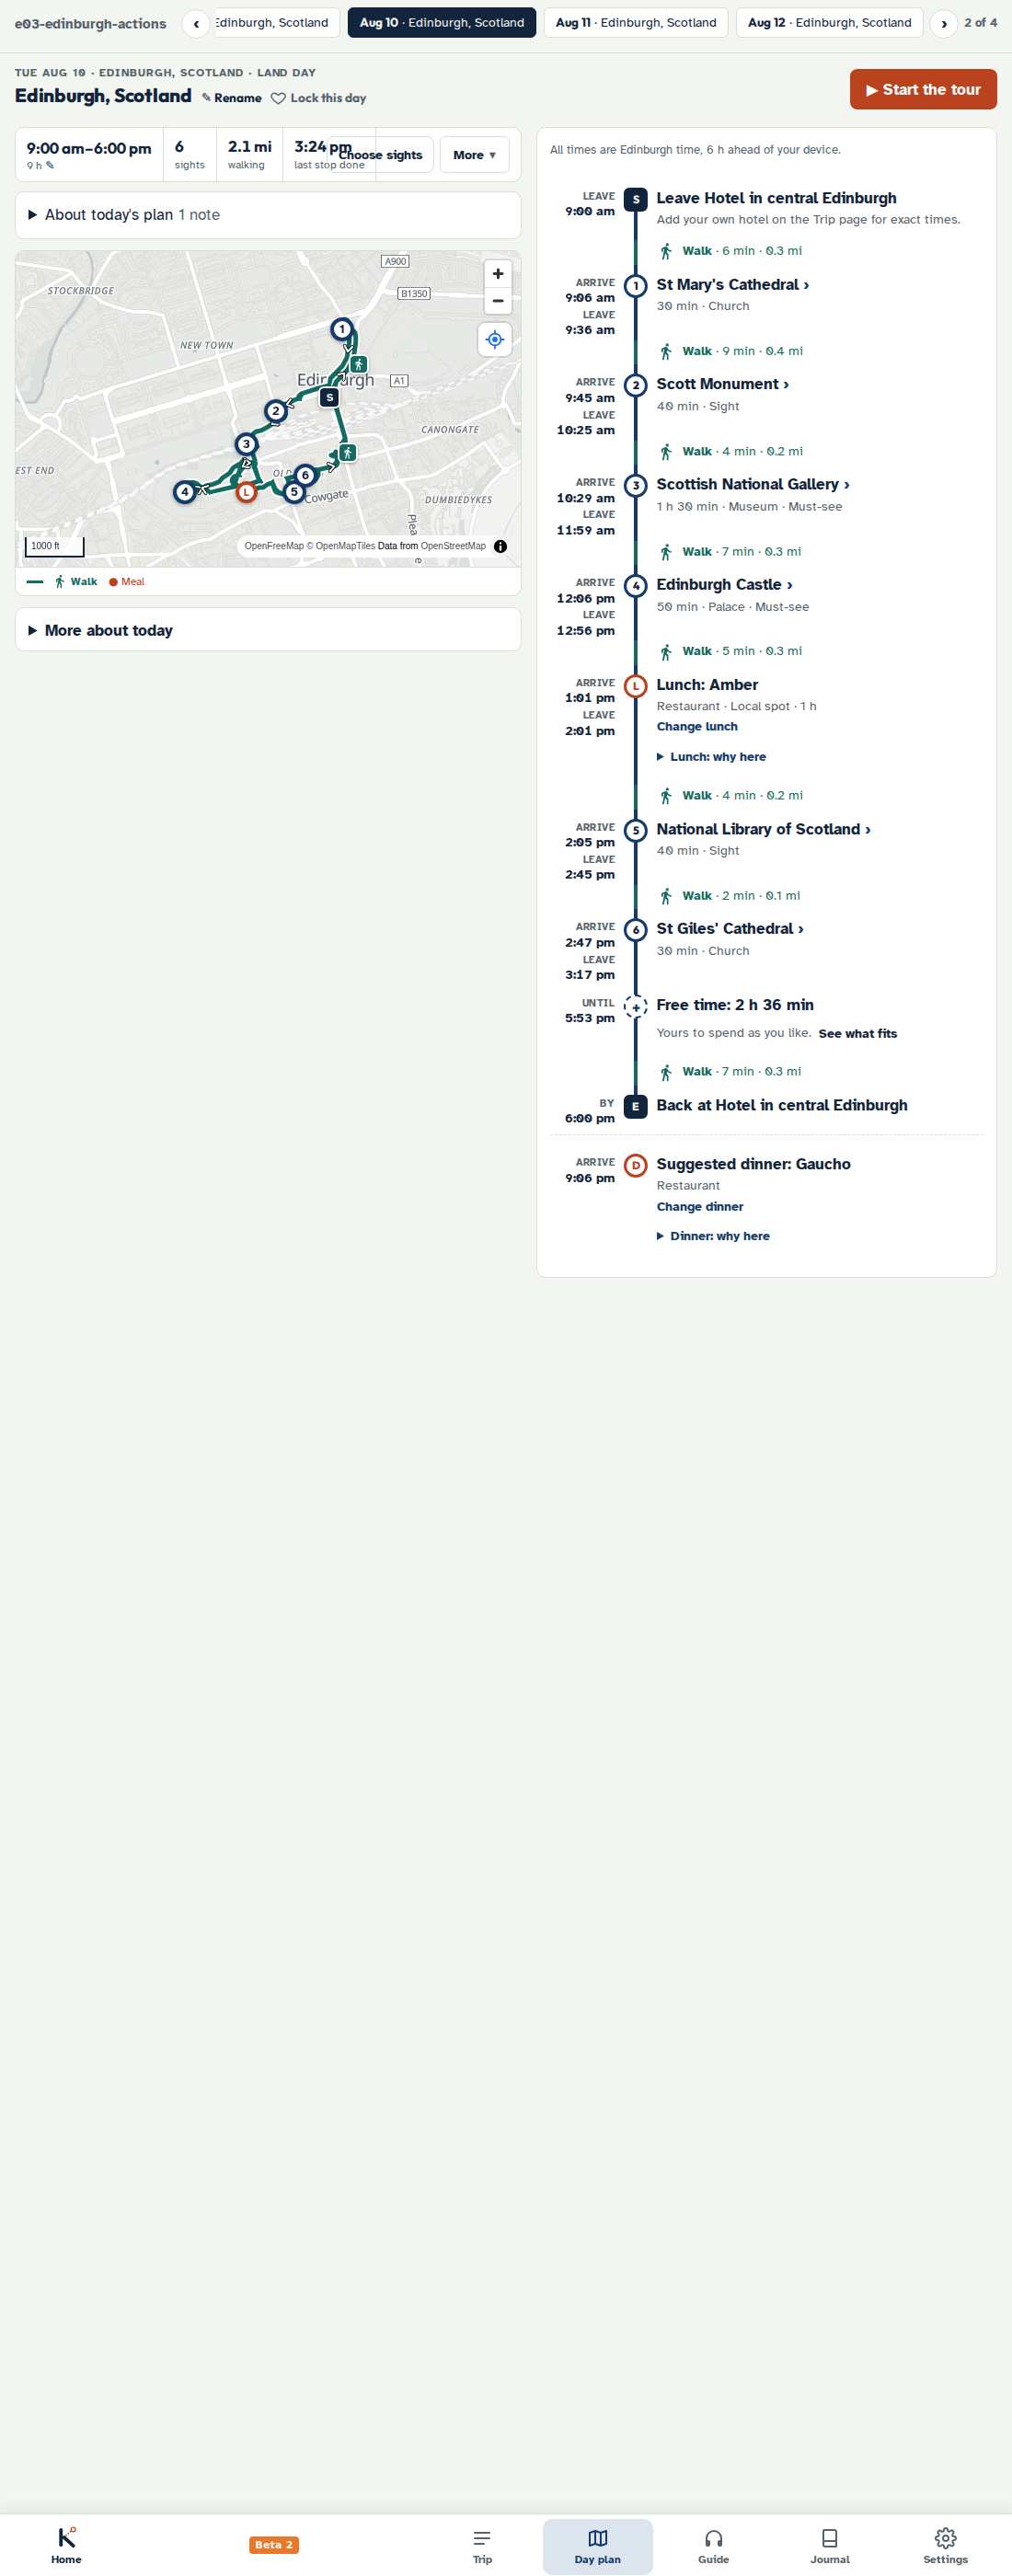 e03-edinburgh-actions
‹
Edinburgh, Scotland
Aug 10 · Edinburgh, Scotland
Aug 11 · Edinburgh, Scotland
Aug 12 · Edinburgh, Scotland
›
2 of 4
TUE AUG 10 · EDINBURGH, SCOTLAND · LAND DAY
Edinburgh, Scotland
✎ Rename
Lock this day
▶ Start the tour
9:00 am–6:00 pm
9 h ✎
6
sights
2.1 mi
walking
3:24 pm
last stop done
Choose sights
More ▾
▶ About today's plan 1 note
A900
STOCKBRIDGE
B1350
NEW TOWN
1
Edinburgh
A1
S
2
CANONGATE
3
EST END
OLD
6
4
L
5
Cowgate
DUMBIEDYKES
Plea
e
+
−
1000 ft
OpenFreeMap © OpenMapTiles Data from OpenStreetMap
Walk
Meal
▶ More about today
All times are Edinburgh time, 6 h ahead of your device.
LEAVE
9:00 am
S
Leave Hotel in central Edinburgh
Add your own hotel on the Trip page for exact times.
Walk · 6 min · 0.3 mi
ARRIVE
9:06 am
LEAVE
9:36 am
1
St Mary's Cathedral ›
30 min · Church
Walk · 9 min · 0.4 mi
ARRIVE
9:45 am
LEAVE
10:25 am
2
Scott Monument ›
40 min · Sight
Walk · 4 min · 0.2 mi
ARRIVE
10:29 am
LEAVE
11:59 am
3
Scottish National Gallery ›
1 h 30 min · Museum · Must-see
Walk · 7 min · 0.3 mi
ARRIVE
12:06 pm
LEAVE
12:56 pm
4
Edinburgh Castle ›
50 min · Palace · Must-see
Walk · 5 min · 0.3 mi
ARRIVE
1:01 pm
LEAVE
2:01 pm
L
Lunch: Amber
Restaurant · Local spot · 1 h
Change lunch
▶ Lunch: why here
Walk · 4 min · 0.2 mi
ARRIVE
2:05 pm
LEAVE
2:45 pm
5
National Library of Scotland ›
40 min · Sight
Walk · 2 min · 0.1 mi
ARRIVE
2:47 pm
LEAVE
3:17 pm
6
St Giles' Cathedral ›
30 min · Church
UNTIL
5:53 pm
+
Free time: 2 h 36 min
Yours to spend as you like. See what fits
Walk · 7 min · 0.3 mi
BY
6:00 pm
E
Back at Hotel in central Edinburgh
ARRIVE
9:06 pm
D
Suggested dinner: Gaucho
Restaurant
Change dinner
▶ Dinner: why here
Home
Beta 2
Trip
Day plan
Guide
Journal
Settings